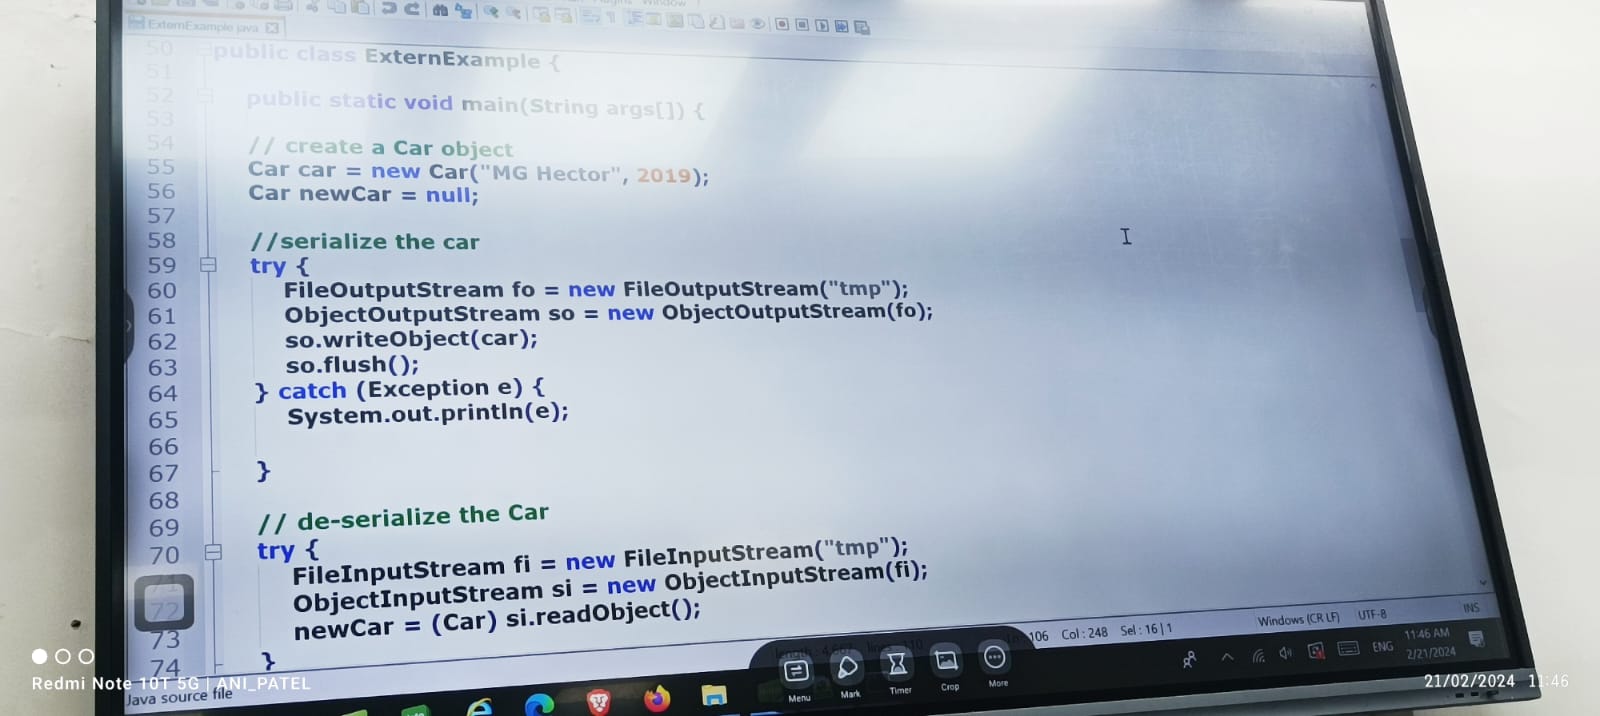 ExternExample.java
50 public class ExternExample {
51
52 public static void main(String args[]) {
53
54 // create a Car object
55 Car car = new Car("MG Hector", 2019);
56 Car newCar = null;
57
58 //serialize the car
59 try {
60 FileOutputStream fo = new FileOutputStream("tmp");
61 ObjectOutputStream so = new ObjectOutputStream(fo);
62 so.writeObject(car);
63 so.flush();
64 } catch (Exception e) {
65 System.out.println(e);
66
67 }
68
69 // de-serialize the Car
70 try {
71 FileInputStream fi = new FileInputStream("tmp");
72 ObjectInputStream si = new ObjectInputStream(fi);
73 newCar = (Car) si.readObject();
74 }
Java source file
106 Col : 248 Sel : 16 | 1
Windows (CR LF) UTF-8 INS
Menu Mark Timer Crop More
ENG
11:46 AM
2/21/2024
Redmi Note 10T 5G | ANI_PATEL
21/02/2024 11:46